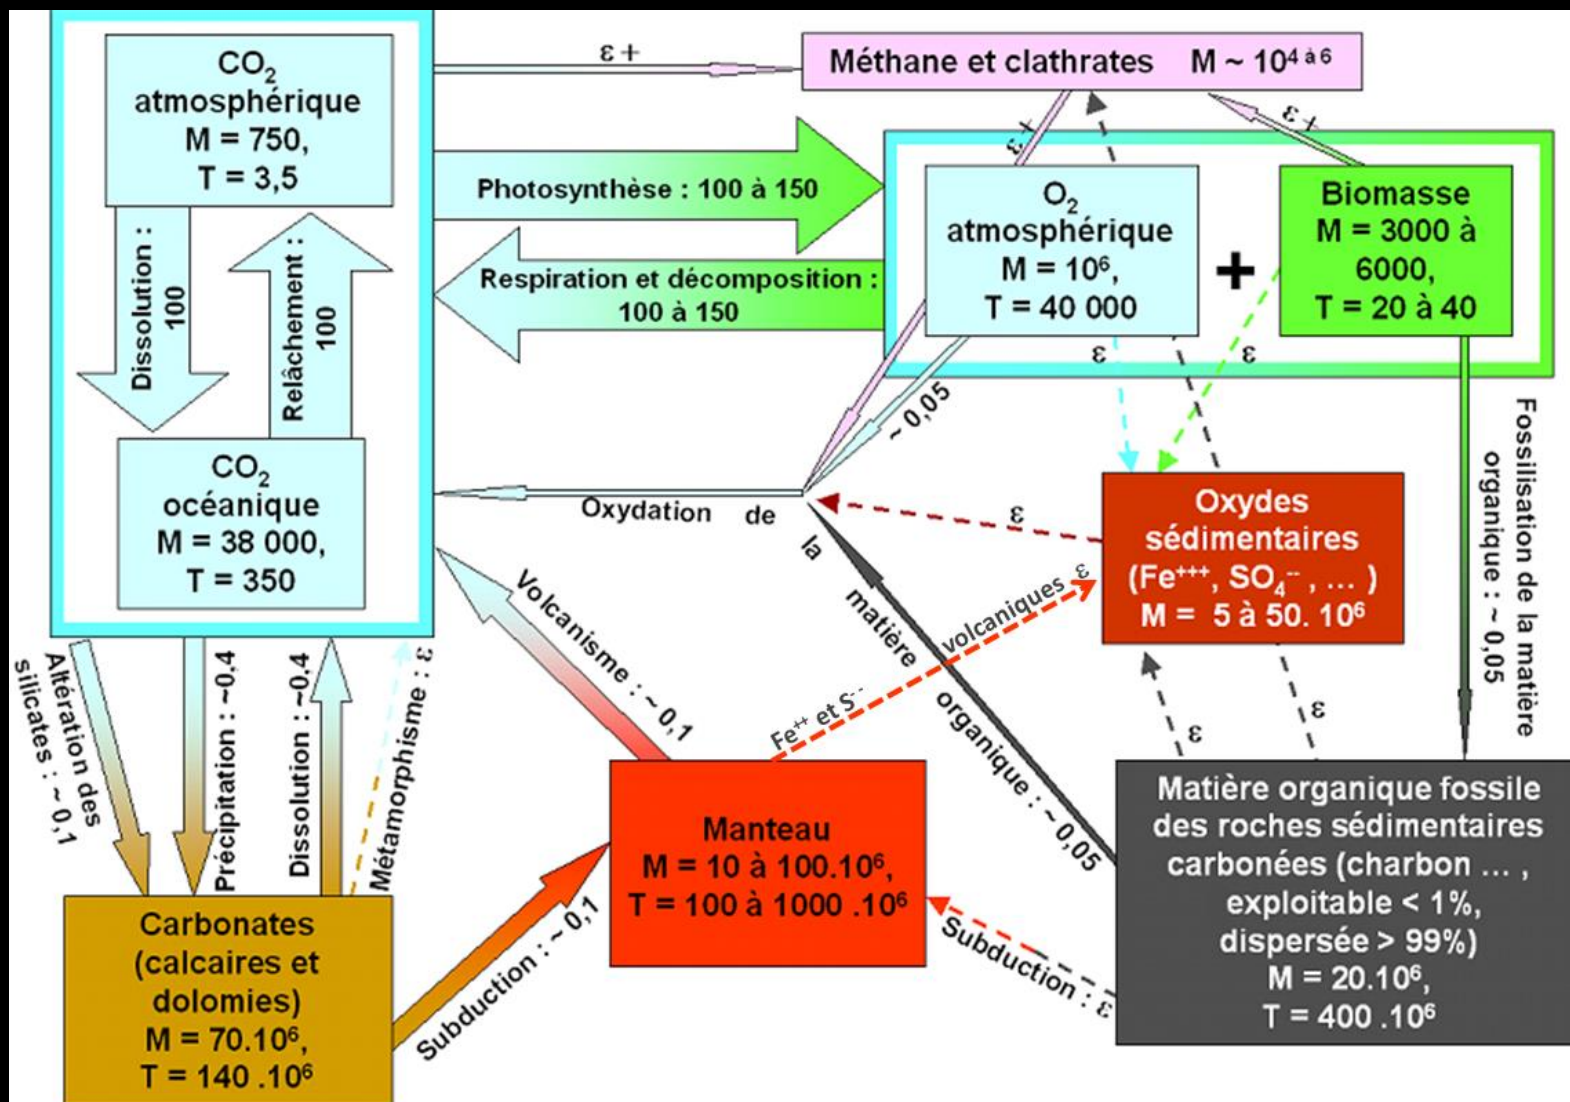 CO₂
atmosphérique
M = 750,
T = 3,5
Dissolution :
100
Relâchement :
100
CO₂
océanique
M = 38 000,
T = 350
ε+
Méthane et clathrates M ~ 10⁴ ᵃ̀ ⁶
Photosynthèse : 100 à 150
Respiration et décomposition :
100 à 150
ε+
ε+
O₂
atmosphérique
M = 10⁶,
T = 40 000
+
Biomasse
M = 3000 à
6000,
T = 20 à 40
ε
ε
~ 0,05
Fossilisation de la matière
organique : ~ 0,05
Oxydation de la matière organique : ~ 0,05
ε
Oxydes
sédimentaires
(Fe⁺⁺⁺, SO₄⁻⁻ , … )
M = 5 à 50. 10⁶
Volcanisme : ~ 0,1
Fe⁺⁺ et S⁻⁻ volcaniques ε
ε
ε
Altération des
silicates : ~ 0,1
Précipitation : ~0,4
Dissolution : ~0,4
Métamorphisme : ε
Carbonates
(calcaires et
dolomies)
M = 70.10⁶,
T = 140 .10⁶
Subduction : ~ 0,1
Manteau
M = 10 à 100.10⁶,
T = 100 à 1000 .10⁶
Subduction : ε
Matière organique fossile
des roches sédimentaires
carbonées (charbon … ,
exploitable < 1%,
dispersée > 99%)
M = 20.10⁶,
T = 400 .10⁶